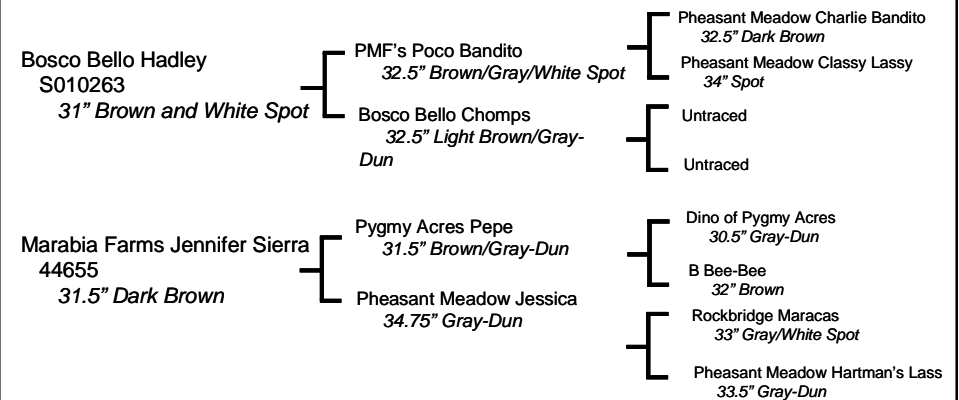 Bosco Bello Hadley
S010263
31” Brown and White Spot
PMF's Poco Bandito
32.5” Brown/Gray/White Spot
Bosco Bello Chomps
32.5” Light Brown/Gray-
Dun
Pheasant Meadow Charlie Bandito
32.5” Dark Brown
Pheasant Meadow Classy Lassy
34” Spot
Untraced
Untraced
Marabia Farms Jennifer Sierra
44655
31.5” Dark Brown
Pygmy Acres Pepe
31.5” Brown/Gray-Dun
Pheasant Meadow Jessica
34.75” Gray-Dun
Dino of Pygmy Acres
30.5” Gray-Dun
B Bee-Bee
32” Brown
Rockbridge Maracas
33” Gray/White Spot
Pheasant Meadow Hartman's Lass
33.5” Gray-Dun